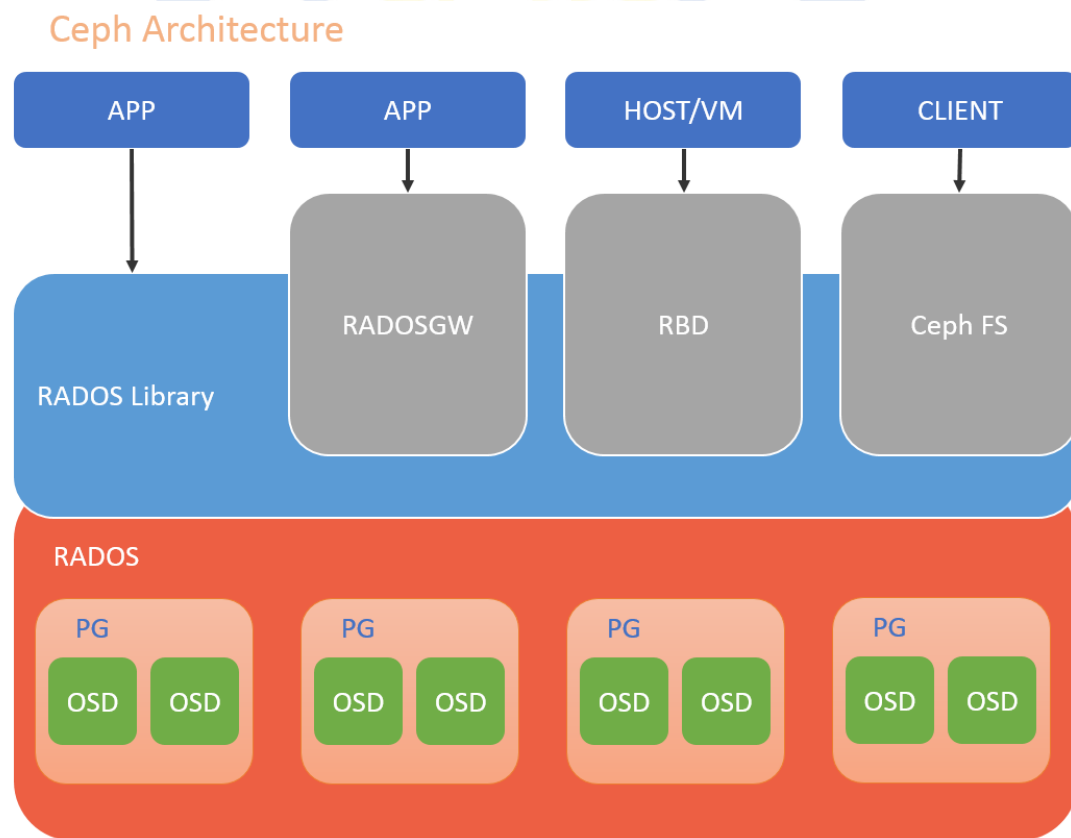 Ceph Architecture
APP
APP
HOST/VM
CLIENT
RADOSGW
RBD
Ceph FS
RADOS Library
RADOS
PG
PG
PG
PG
OSD
OSD
OSD
OSD
OSD
OSD
OSD
OSD